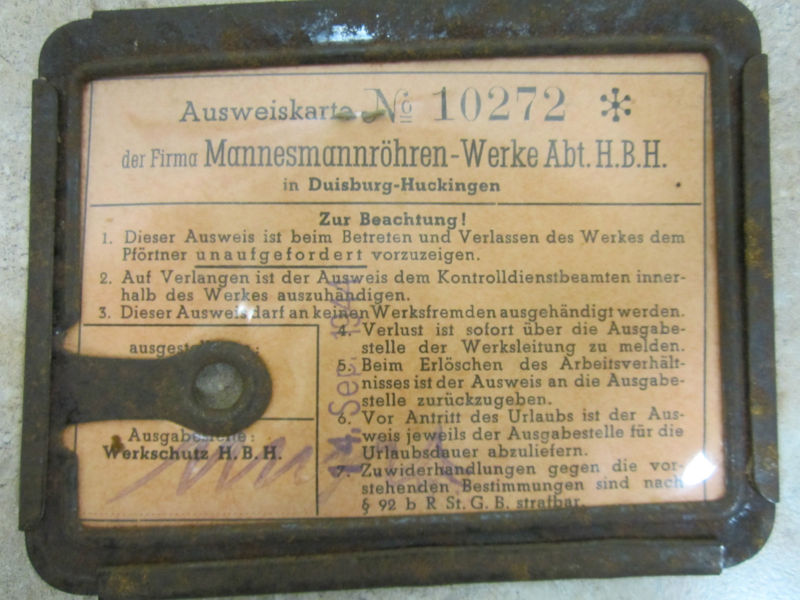 Ausweiskarte № 10272 *
der Firma Mannesmannröhren-Werke Abt. H.B.H.
in Duisburg-Huckingen
Zur Beachtung!
1. Dieser Ausweis ist beim Betreten und Verlassen des Werkes dem
Pförtner unaufgefordert vorzuzeigen.
2. Auf Verlangen ist der Ausweis dem Kontrolldienstbeamten inner-
halb des Werkes auszuhändigen.
3. Dieser Ausweis darf an keinen Werksfremden ausgehändigt werden.
4. Verlust ist sofort über die Ausgabe-
stelle der Werksleitung zu melden.
5. Beim Erlöschen des Arbeitsverhält-
nisses ist der Ausweis an die Ausgabe-
stelle zurückzugeben.
6. Vor Antritt des Urlaubs ist der Aus-
weis jeweils der Ausgabestelle für die
Urlaubsdauer abzuliefern.
7. Zuwiderhandlungen gegen die vor-
stehenden Bestimmungen sind nach
§ 92 b R St. G. B. strafbar.
ausgestellt am:
Ausgabestelle:
Werkschutz H.B.H.
Sep. 1944